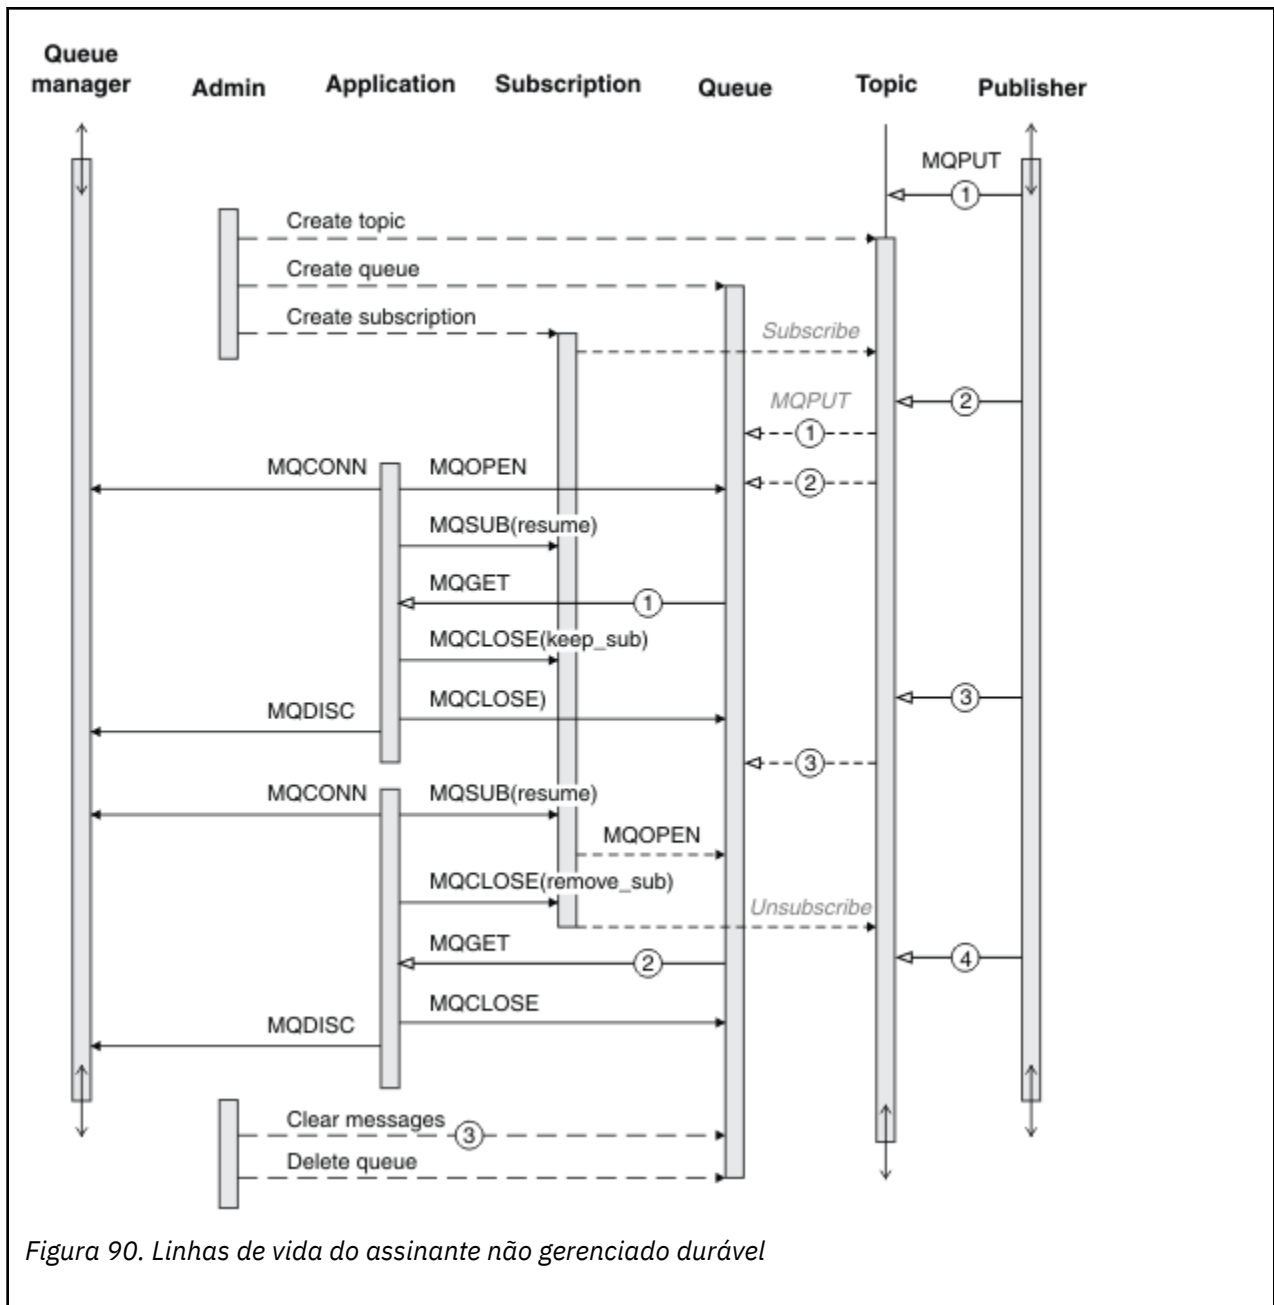 Queue
manager
Admin
Application
Subscription
Queue
Topic
Publisher
MQPUT
1
Create topic
Create queue
Create subscription
Subscribe
MQPUT
2
1
MQCONN
MQOPEN
2
MQSUB(resume)
MQGET
1
MQCLOSE(keep_sub)
MQDISC
MQCLOSE)
3
3
MQCONN
MQSUB(resume)
MQOPEN
MQCLOSE(remove_sub)
Unsubscribe
MQGET
2
4
MQCLOSE
MQDISC
Clear messages
3
Delete queue
Figura 90. Linhas de vida do assinante não gerenciado durável